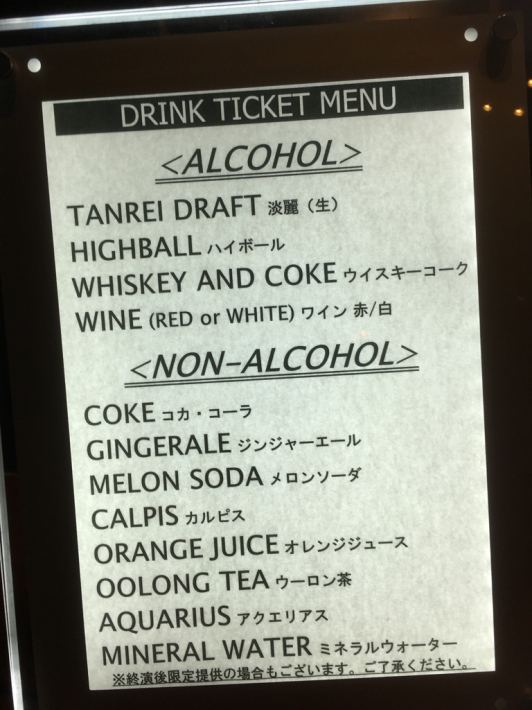 DRINK TICKET MENU
<ALCOHOL>
TANREI DRAFT 淡麗（生）
HIGHBALL ハイボール
WHISKEY AND COKE ウイスキーコーク
WINE (RED or WHITE) ワイン 赤/白
<NON-ALCOHOL>
COKE コカ・コーラ
GINGERALE ジンジャーエール
MELON SODA メロンソーダ
CALPIS カルピス
ORANGE JUICE オレンジジュース
OOLONG TEA ウーロン茶
AQUARIUS アクエリアス
MINERAL WATER ミネラルウォーター
※終演後限定提供の場合もございます。ご了承ください。